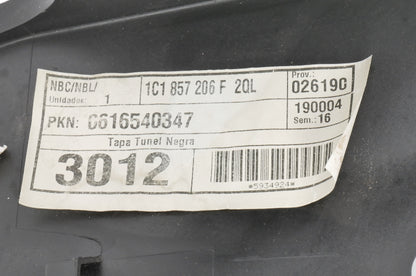 NBC/NBL/ 1C1 857 206 F 2QL Prov.:
Unidades: 1 02619C
190004
PKN: 0616540347 Sem.: 16
Tapa Tunel Negra
3012
*5934924*